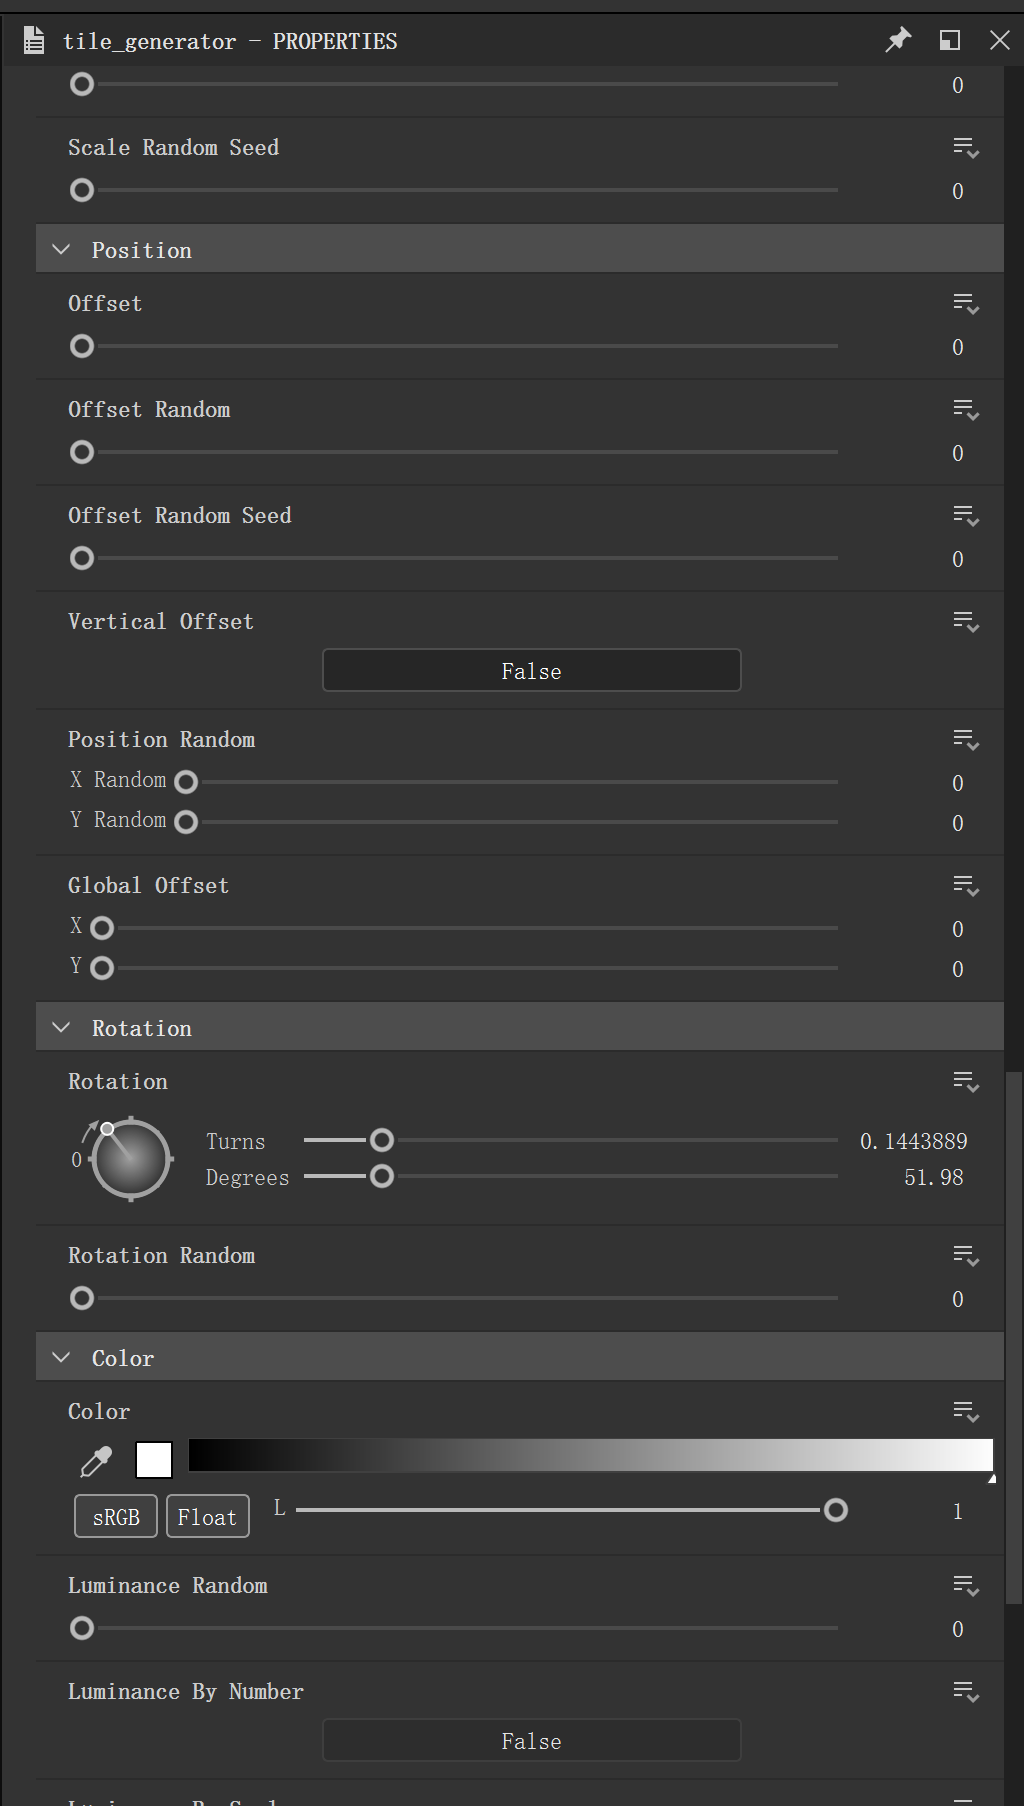 tile_generator - PROPERTIES
0
Scale Random Seed
0
Position
Offset
0
Offset Random
0
Offset Random Seed
0
Vertical Offset
False
Position Random
X Random 0
Y Random 0
Global Offset
X 0
Y 0
Rotation
Rotation
0
Turns 0.1443889
Degrees 51.98
Rotation Random
0
Color
Color
sRGB Float L 1
Luminance Random
0
Luminance By Number
False